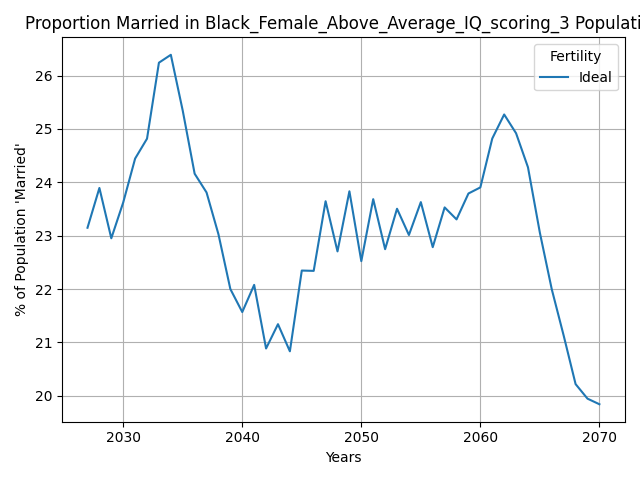 Proportion Married in Black_Female_Above_Average_IQ_scoring_3 Populati
Fertility
Ideal
26
25
24
23
22
21
20
% of Population 'Married'
2030 2040 2050 2060 2070
Years